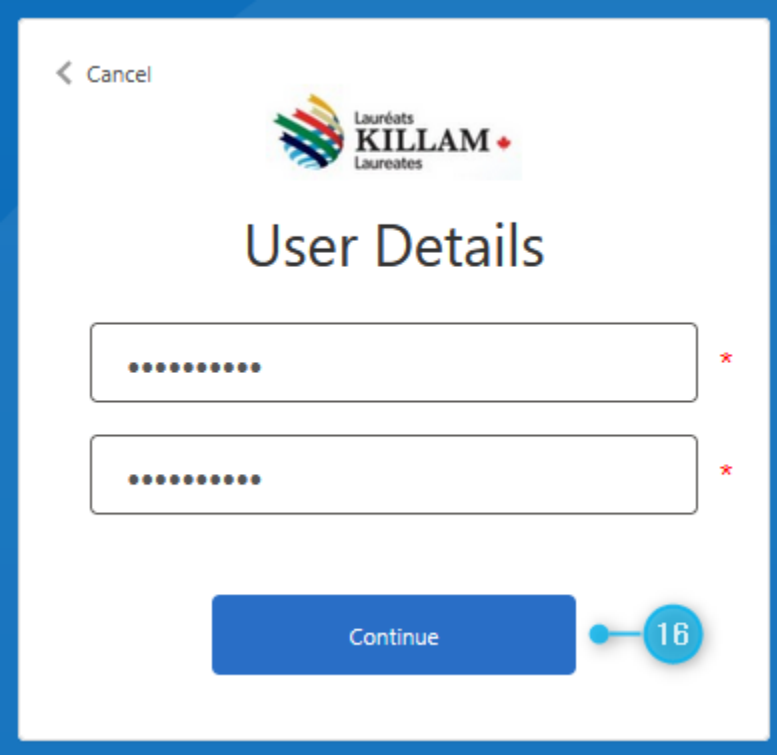 Cancel
Lauréats
KILLAM
Laureates
User Details
••••••••••
*
••••••••••
*
Continue
16